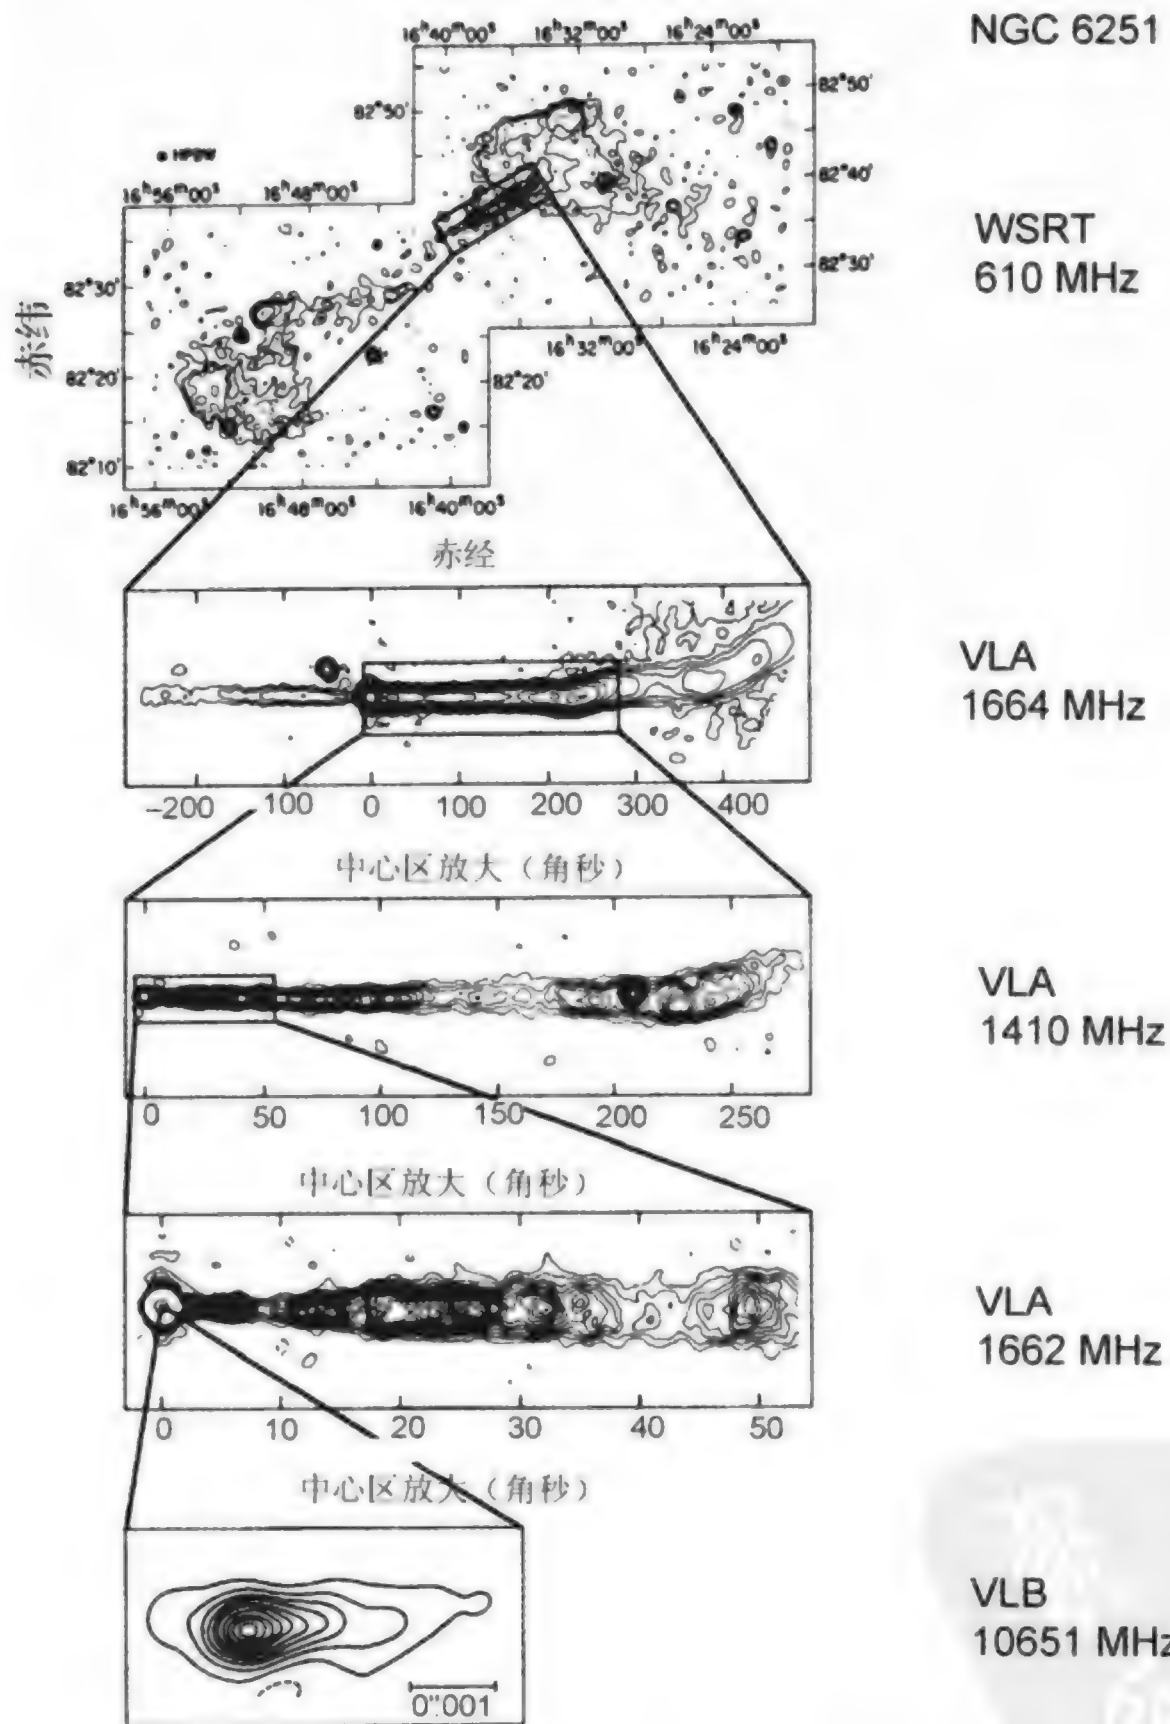 NGC 6251
16ʰ40ᵐ00ˢ 16ʰ32ᵐ00ˢ 16ʰ24ᵐ00ˢ
82°50'
82°50'
HPBW
16ʰ56ᵐ00ˢ 16ʰ48ᵐ00ˢ
82°40'
WSRT
610 MHz
82°30'
82°30'
赤纬
16ʰ32ᵐ00ˢ 16ʰ24ᵐ00ˢ
82°20'
82°20'
82°10'
16ʰ56ᵐ00ˢ 16ʰ48ᵐ00ˢ 16ʰ40ᵐ00ˢ
赤经
VLA
1664 MHz
−200 100 0 100 200 300 400
中心区放大（角秒）
VLA
1410 MHz
0 50 100 150 200 250
中心区放大（角秒）
VLA
1662 MHz
0 10 20 30 40 50
中心区放大（角秒）
VLB
10651 MHz
0″.001